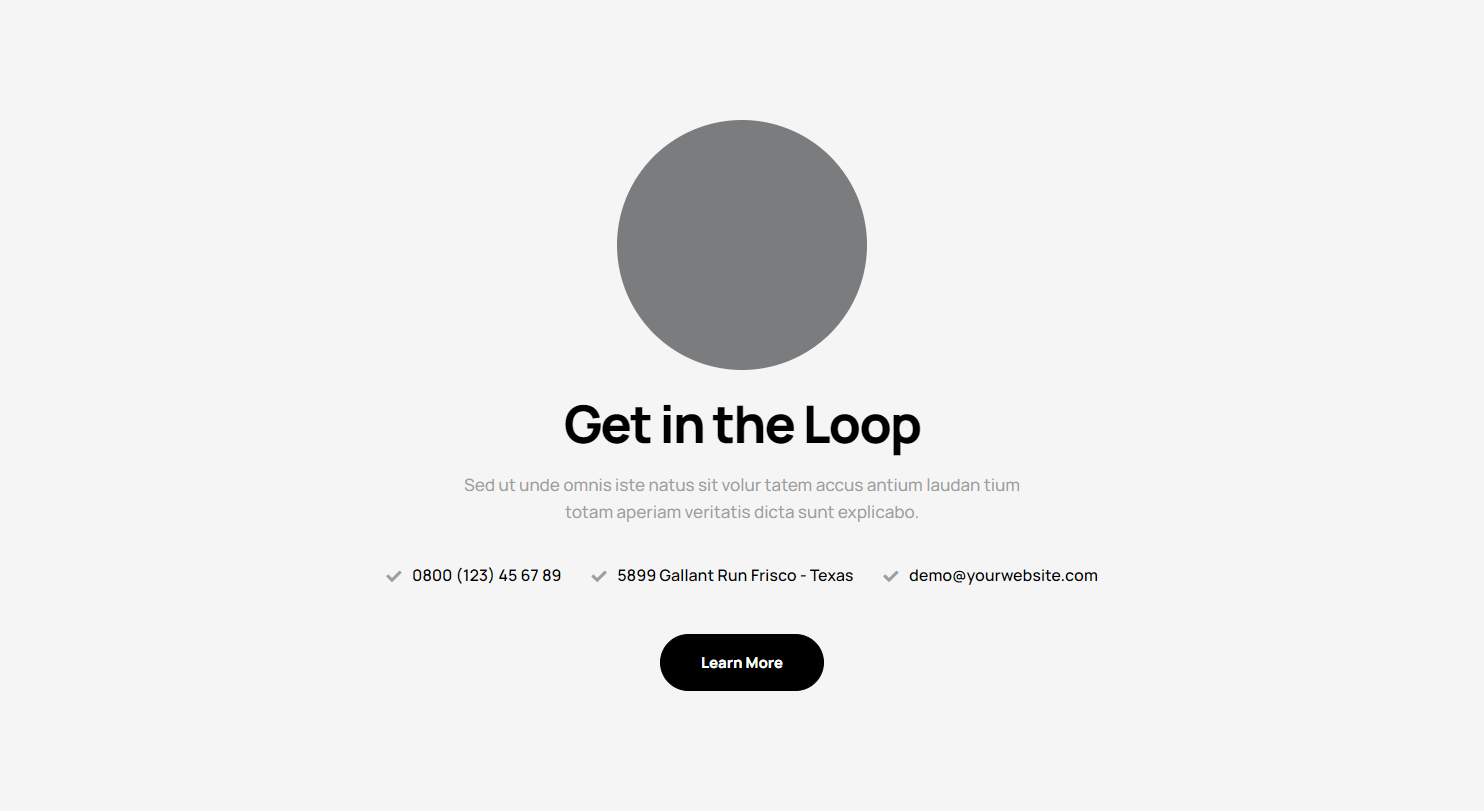 Get in the Loop
Sed ut unde omnis iste natus sit volur tatem accus antium laudan tium
totam aperiam veritatis dicta sunt explicabo.
0800 (123) 45 67 89 5899 Gallant Run Frisco - Texas demo@yourwebsite.com
Learn More